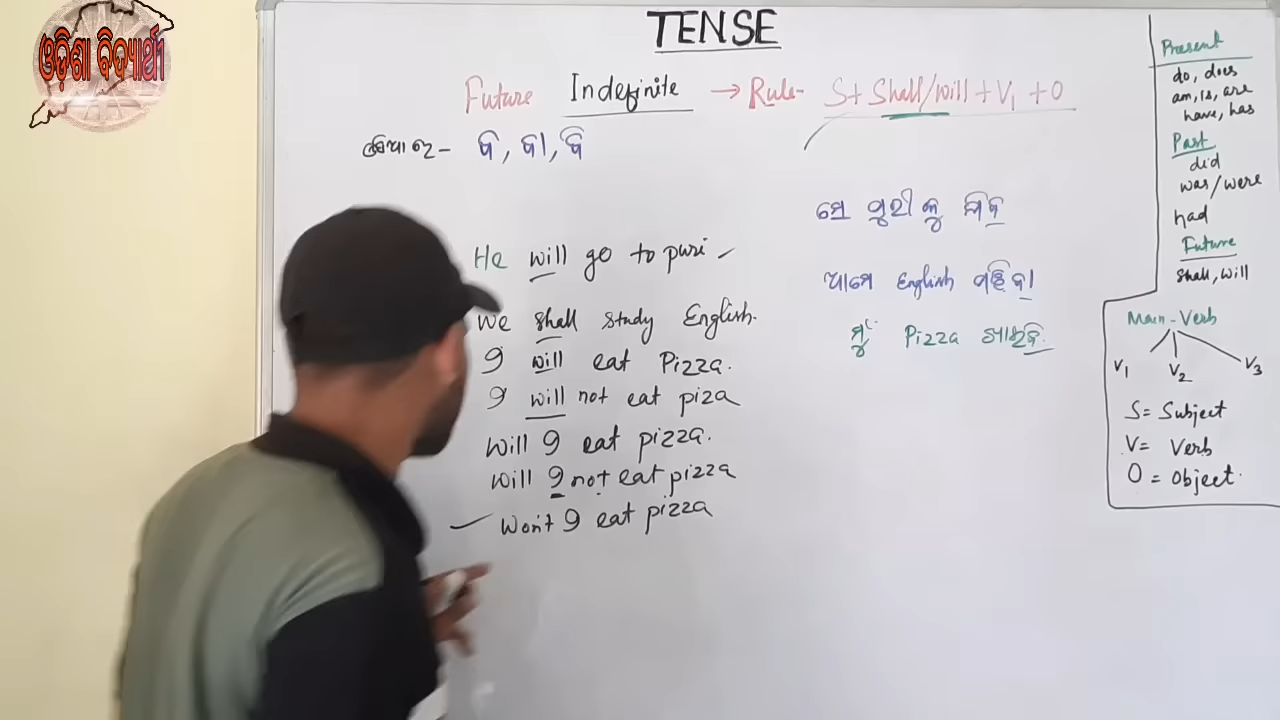 ଓଡ଼ିଶା ବିଦ୍ୟାର୍ଥୀ
TENSE
Future Indefinite → Rule- S+ Shall/will + V₁ + O
ବି, ବା, ବି
He will go to puri
We shall study English.
I will eat Pizza.
I will not eat piza
Will I eat pizza.
Will I not eat pizza
Won't I eat pizza
ସେ ପୁରୀ କୁ ଯିବ
ଆମେ English ପଢ଼ିବା
ମୁଁ Pizza ଖାଇବି.
Present
do, does
am, is, are
have, has
Past
did
was/were
had
Future
Shall, will
Main-Verb
V₁ V₂ V₃
S = Subject
V = Verb
O = Object.